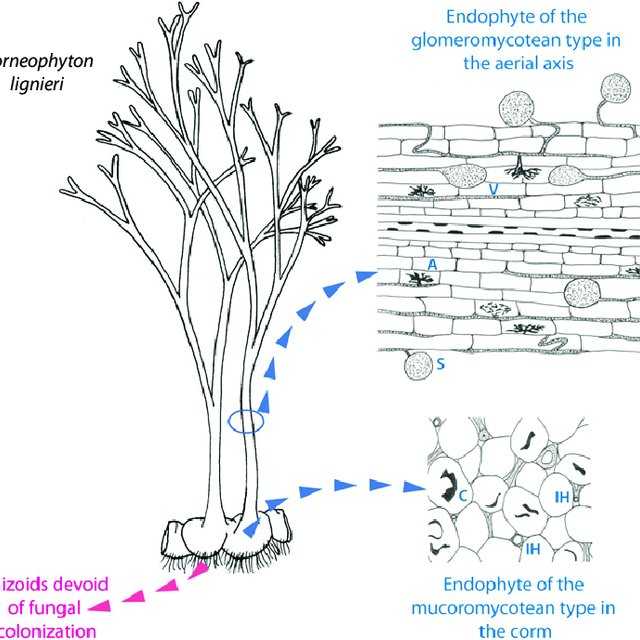 orneophyton
lignieri
Endophyte of the
glomeromycotean type in
the aerial axis
V
A
S
C
IH
IH
izoids devoid
of fungal
colonization
Endophyte of the
mucoromycotean type in
the corm